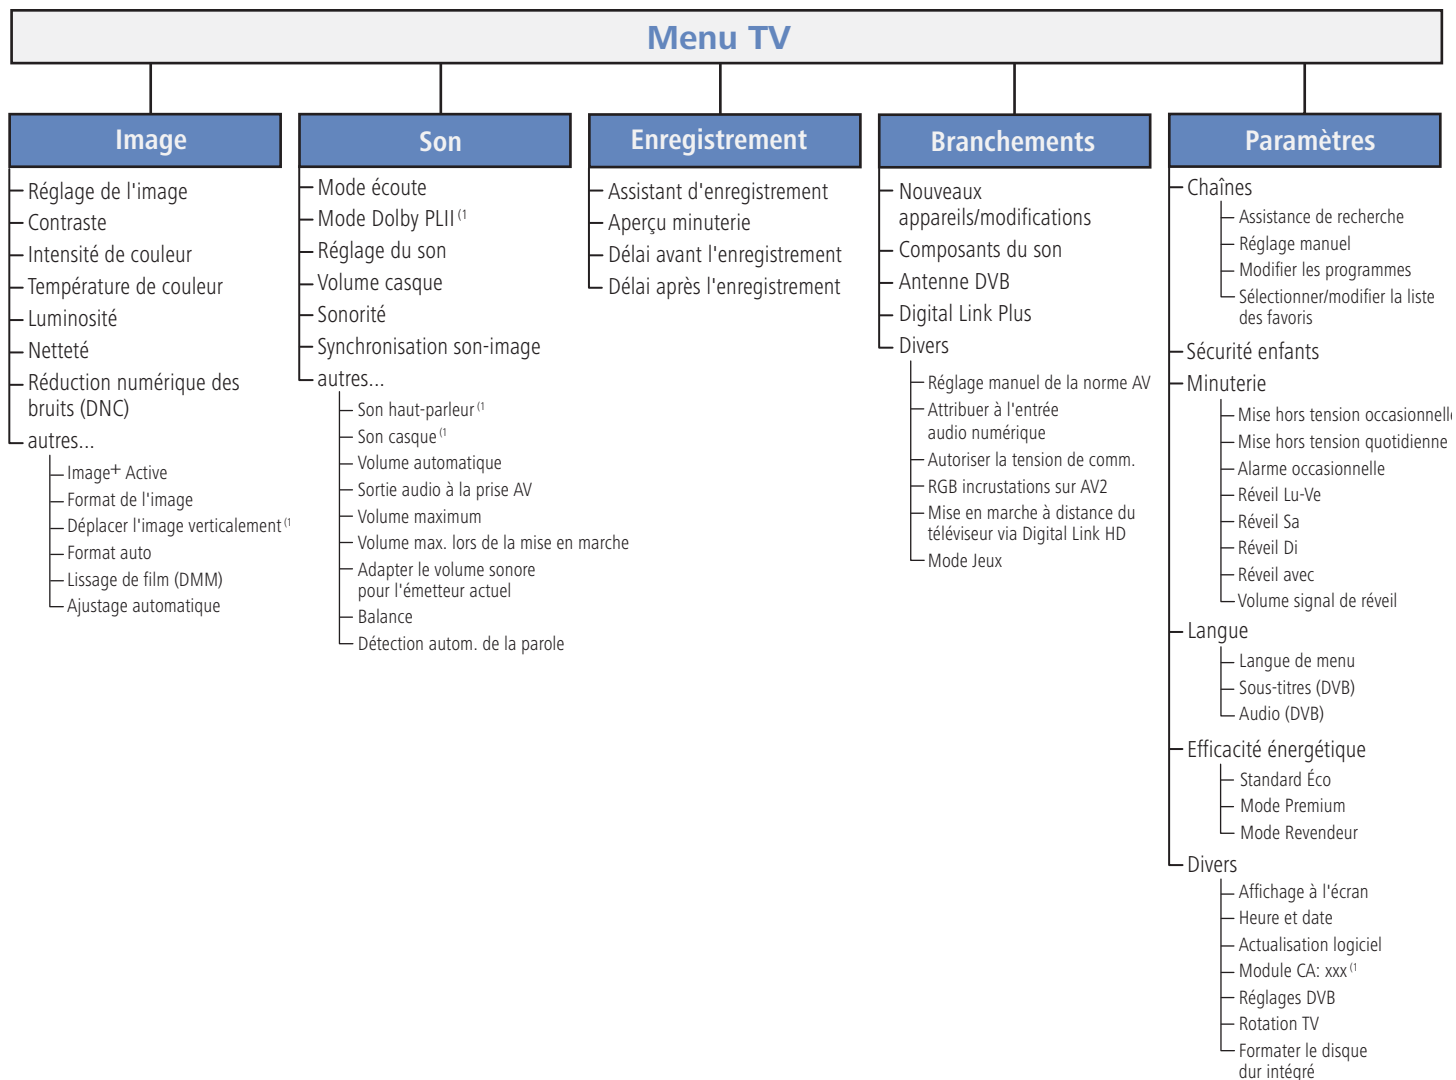 Menu TV
Image
Réglage de l'image
Contraste
Intensité de couleur
Température de couleur
Luminosité
Netteté
Réduction numérique des
bruits (DNC)
autres...
Image+ Active
Format de l'image
Déplacer l'image verticalement (1
Format auto
Lissage de film (DMM)
Ajustage automatique
Son
Mode écoute
Mode Dolby PLII (1
Réglage du son
Volume casque
Sonorité
Synchronisation son-image
autres...
Son haut-parleur (1
Son casque (1
Volume automatique
Sortie audio à la prise AV
Volume maximum
Volume max. lors de la mise en marche
Adapter le volume sonore
pour l'émetteur actuel
Balance
Détection autom. de la parole
Enregistrement
Assistant d'enregistrement
Aperçu minuterie
Délai avant l'enregistrement
Délai après l'enregistrement
Branchements
Nouveaux
appareils/modifications
Composants du son
Antenne DVB
Digital Link Plus
Divers
Réglage manuel de la norme AV
Attribuer à l'entrée
audio numérique
Autoriser la tension de comm.
RGB incrustations sur AV2
Mise en marche à distance du
téléviseur via Digital Link HD
Mode Jeux
Paramètres
Chaînes
Assistance de recherche
Réglage manuel
Modifier les programmes
Sélectionner/modifier la liste
des favoris
Sécurité enfants
Minuterie
Mise hors tension occasionnelle
Mise hors tension quotidienne
Alarme occasionnelle
Réveil Lu-Ve
Réveil Sa
Réveil Di
Réveil avec
Volume signal de réveil
Langue
Langue de menu
Sous-titres (DVB)
Audio (DVB)
Efficacité énergétique
Standard Éco
Mode Premium
Mode Revendeur
Divers
Affichage à l'écran
Heure et date
Actualisation logiciel
Module CA: xxx (1
Réglages DVB
Rotation TV
Formater le disque
dur intégré